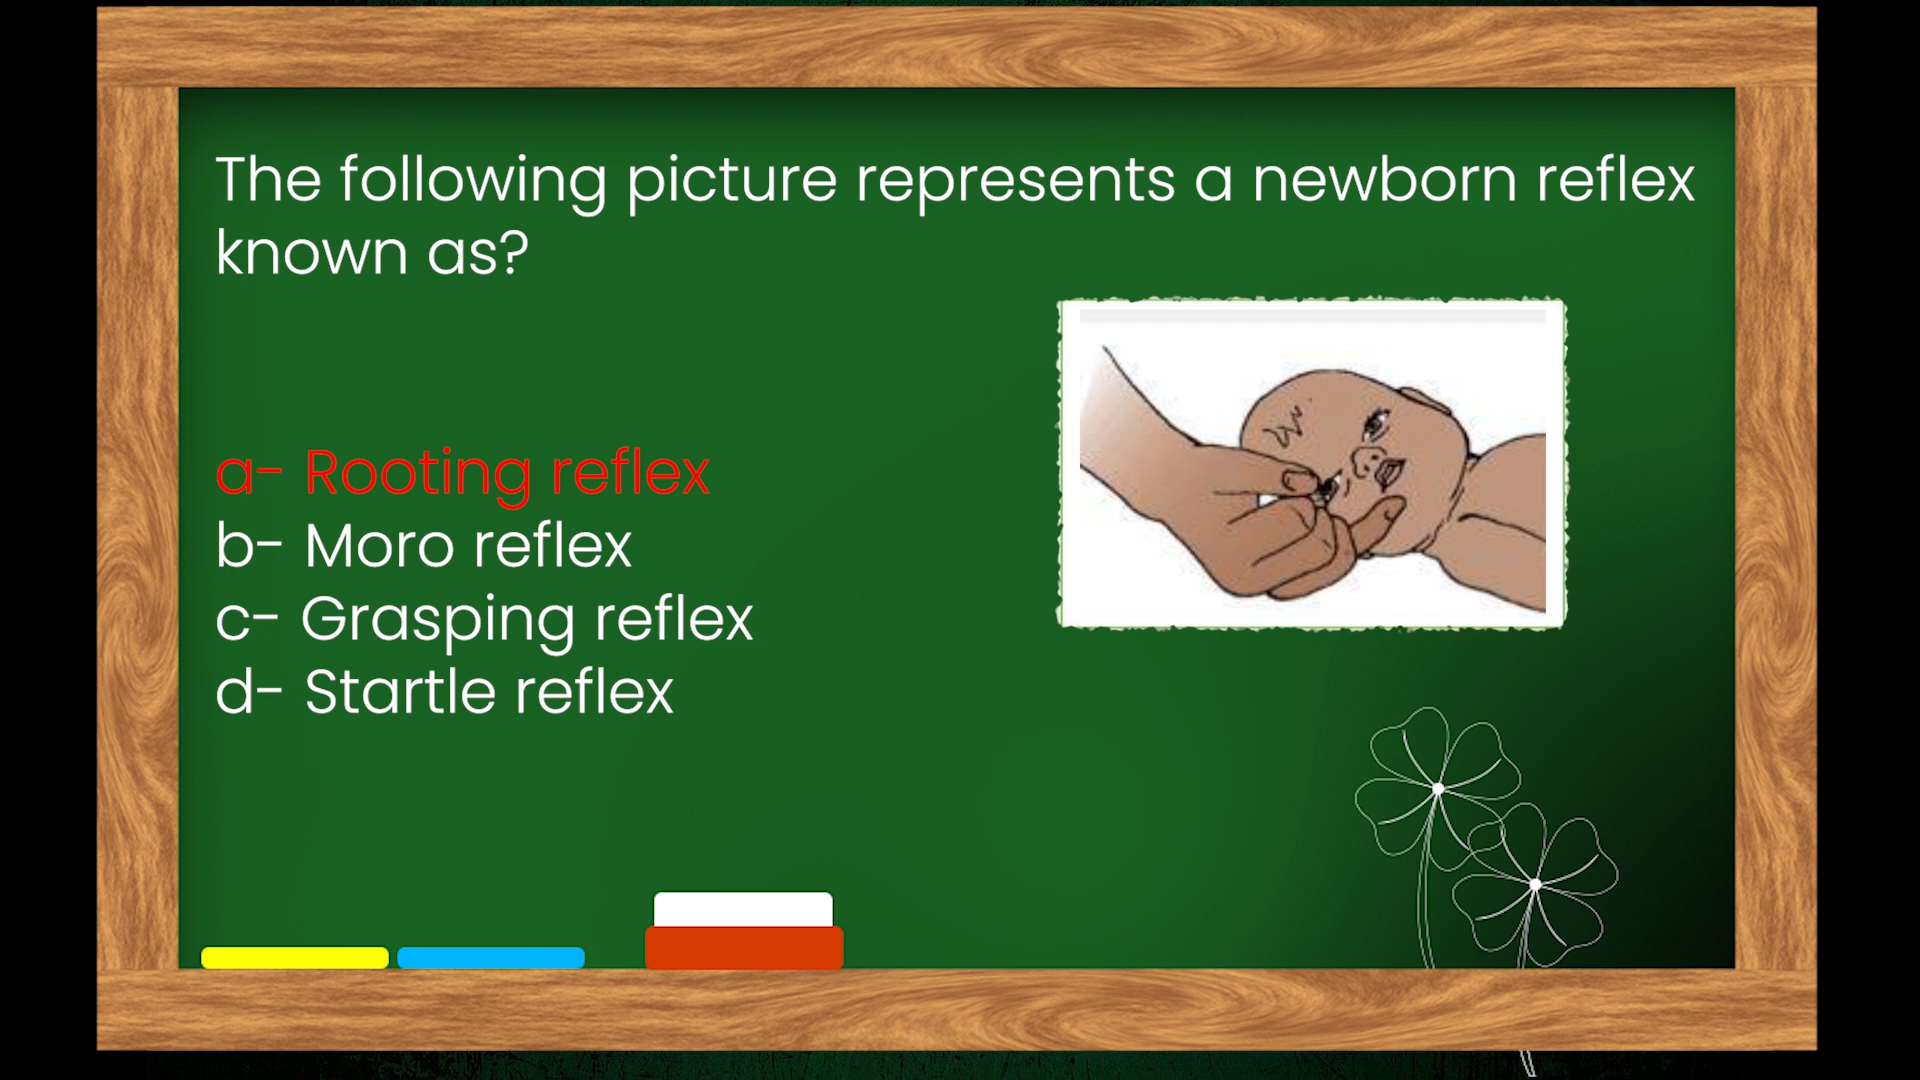 The following picture represents a newborn reflex
known as?
a- Rooting reflex
b- Moro reflex
c- Grasping reflex
d- Startle reflex